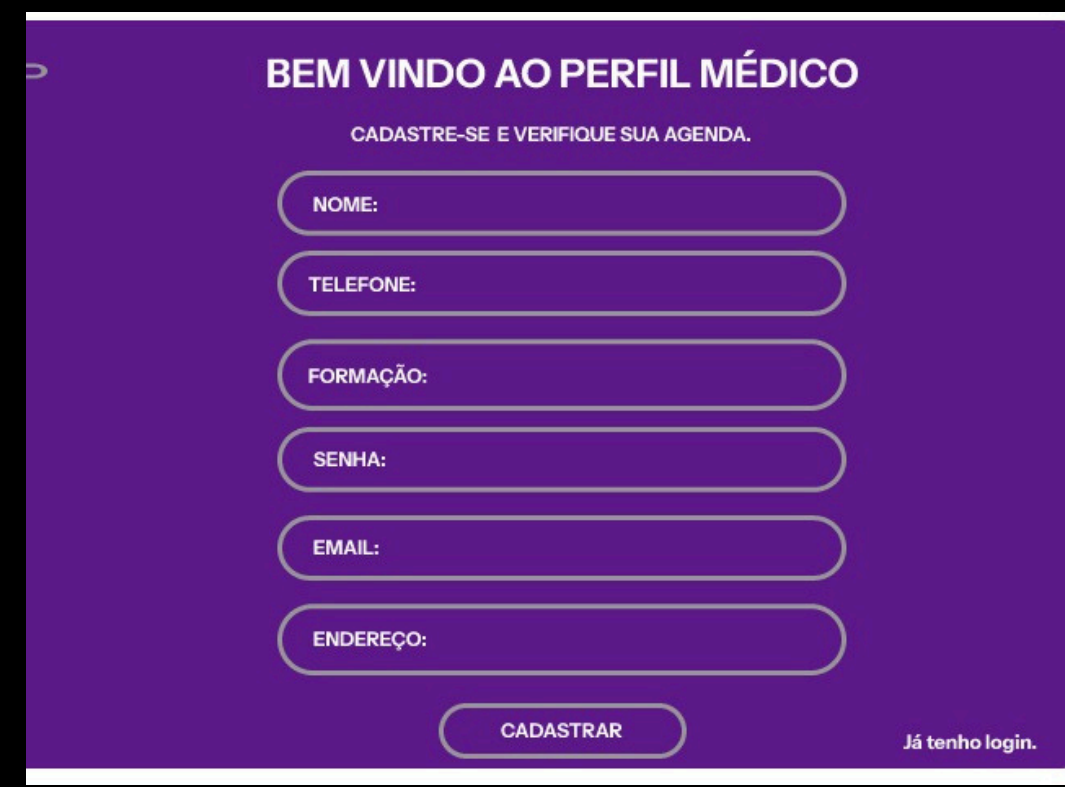 BEM VINDO AO PERFIL MÉDICO
CADASTRE-SE E VERIFIQUE SUA AGENDA.
NOME:
TELEFONE:
FORMAÇÃO:
SENHA:
EMAIL:
ENDEREÇO:
CADASTRAR
Já tenho login.